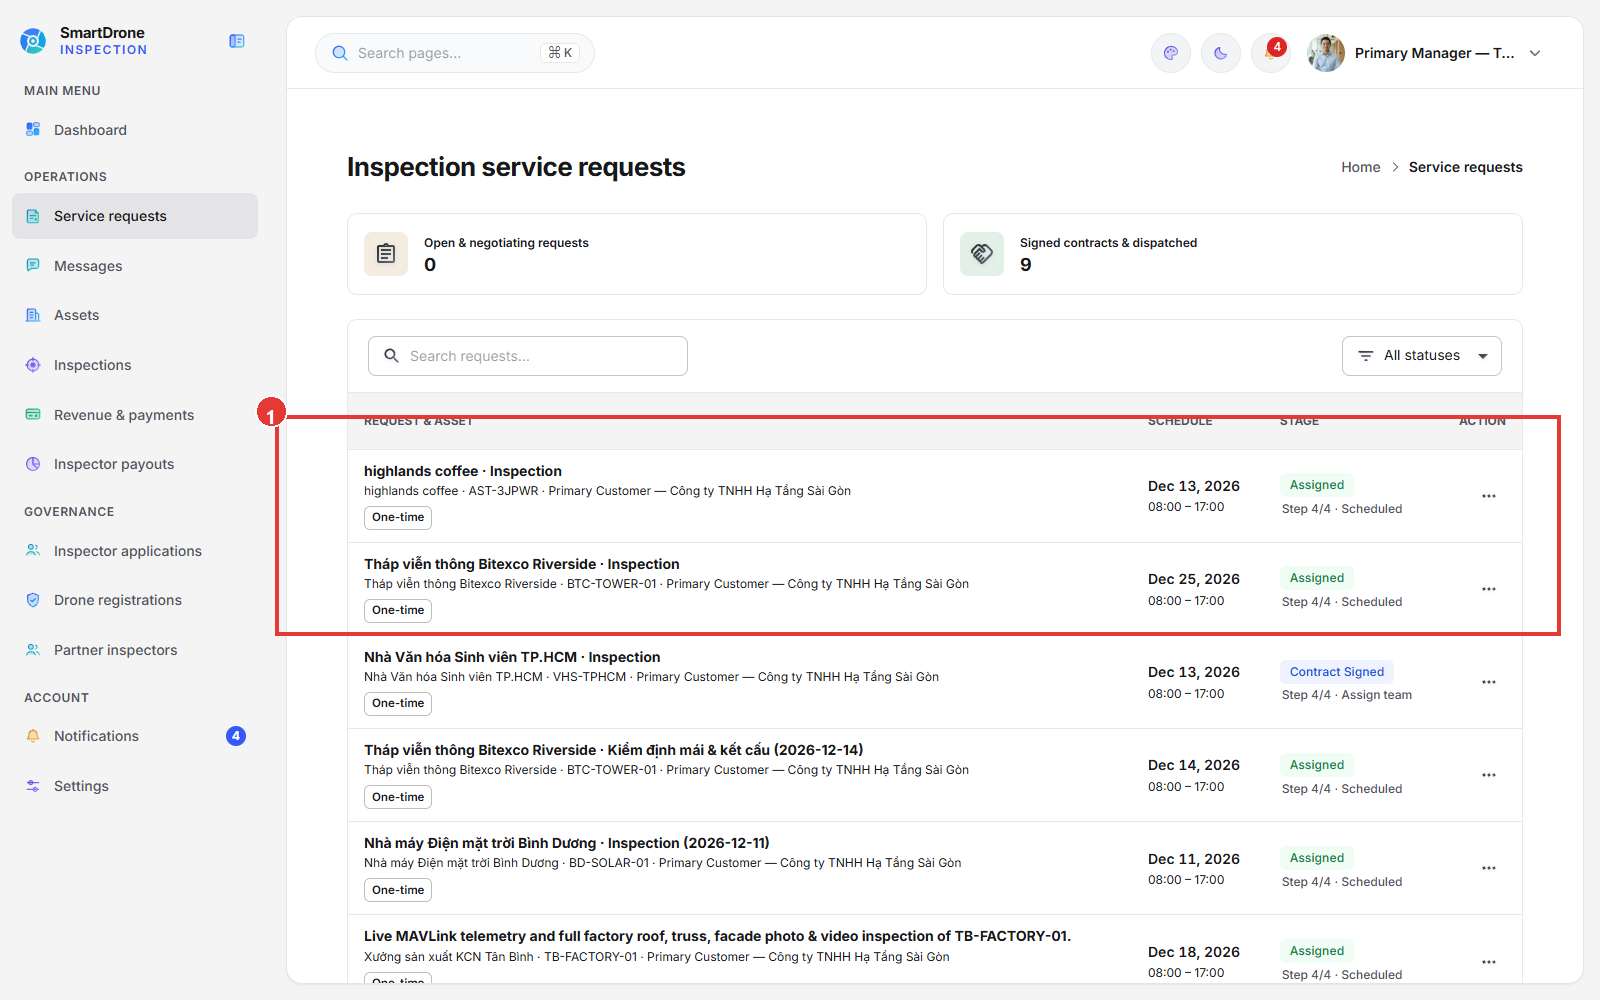 SmartDrone
INSPECTION
Search pages...
⌘ K
4
Primary Manager — T...
MAIN MENU
Dashboard
OPERATIONS
Service requests
Messages
Assets
Inspections
Revenue & payments
Inspector payouts
GOVERNANCE
Inspector applications
Drone registrations
Partner inspectors
ACCOUNT
Notifications
4
Settings
Inspection service requests
Home > Service requests
Open & negotiating requests
0
Signed contracts & dispatched
9
Search requests...
All statuses
1
REQUEST & ASSET SCHEDULE STAGE ACTION
highlands coffee · Inspection
highlands coffee · AST-3JPWR · Primary Customer — Công ty TNHH Hạ Tầng Sài Gòn
One-time
Dec 13, 2026
08:00 – 17:00
Assigned
Step 4/4 · Scheduled
Tháp viễn thông Bitexco Riverside · Inspection
Tháp viễn thông Bitexco Riverside · BTC-TOWER-01 · Primary Customer — Công ty TNHH Hạ Tầng Sài Gòn
One-time
Dec 25, 2026
08:00 – 17:00
Assigned
Step 4/4 · Scheduled
Nhà Văn hóa Sinh viên TP.HCM · Inspection
Nhà Văn hóa Sinh viên TP.HCM · VHS-TPHCM · Primary Customer — Công ty TNHH Hạ Tầng Sài Gòn
One-time
Dec 13, 2026
08:00 – 17:00
Contract Signed
Step 4/4 · Assign team
Tháp viễn thông Bitexco Riverside · Kiểm định mái & kết cấu (2026-12-14)
Tháp viễn thông Bitexco Riverside · BTC-TOWER-01 · Primary Customer — Công ty TNHH Hạ Tầng Sài Gòn
One-time
Dec 14, 2026
08:00 – 17:00
Assigned
Step 4/4 · Scheduled
Nhà máy Điện mặt trời Bình Dương · Inspection (2026-12-11)
Nhà máy Điện mặt trời Bình Dương · BD-SOLAR-01 · Primary Customer — Công ty TNHH Hạ Tầng Sài Gòn
One-time
Dec 11, 2026
08:00 – 17:00
Assigned
Step 4/4 · Scheduled
Live MAVLink telemetry and full factory roof, truss, facade photo & video inspection of TB-FACTORY-01.
Xưởng sản xuất KCN Tân Bình · TB-FACTORY-01 · Primary Customer — Công ty TNHH Hạ Tầng Sài Gòn
One-time
Dec 18, 2026
08:00 – 17:00
Assigned
Step 4/4 · Scheduled